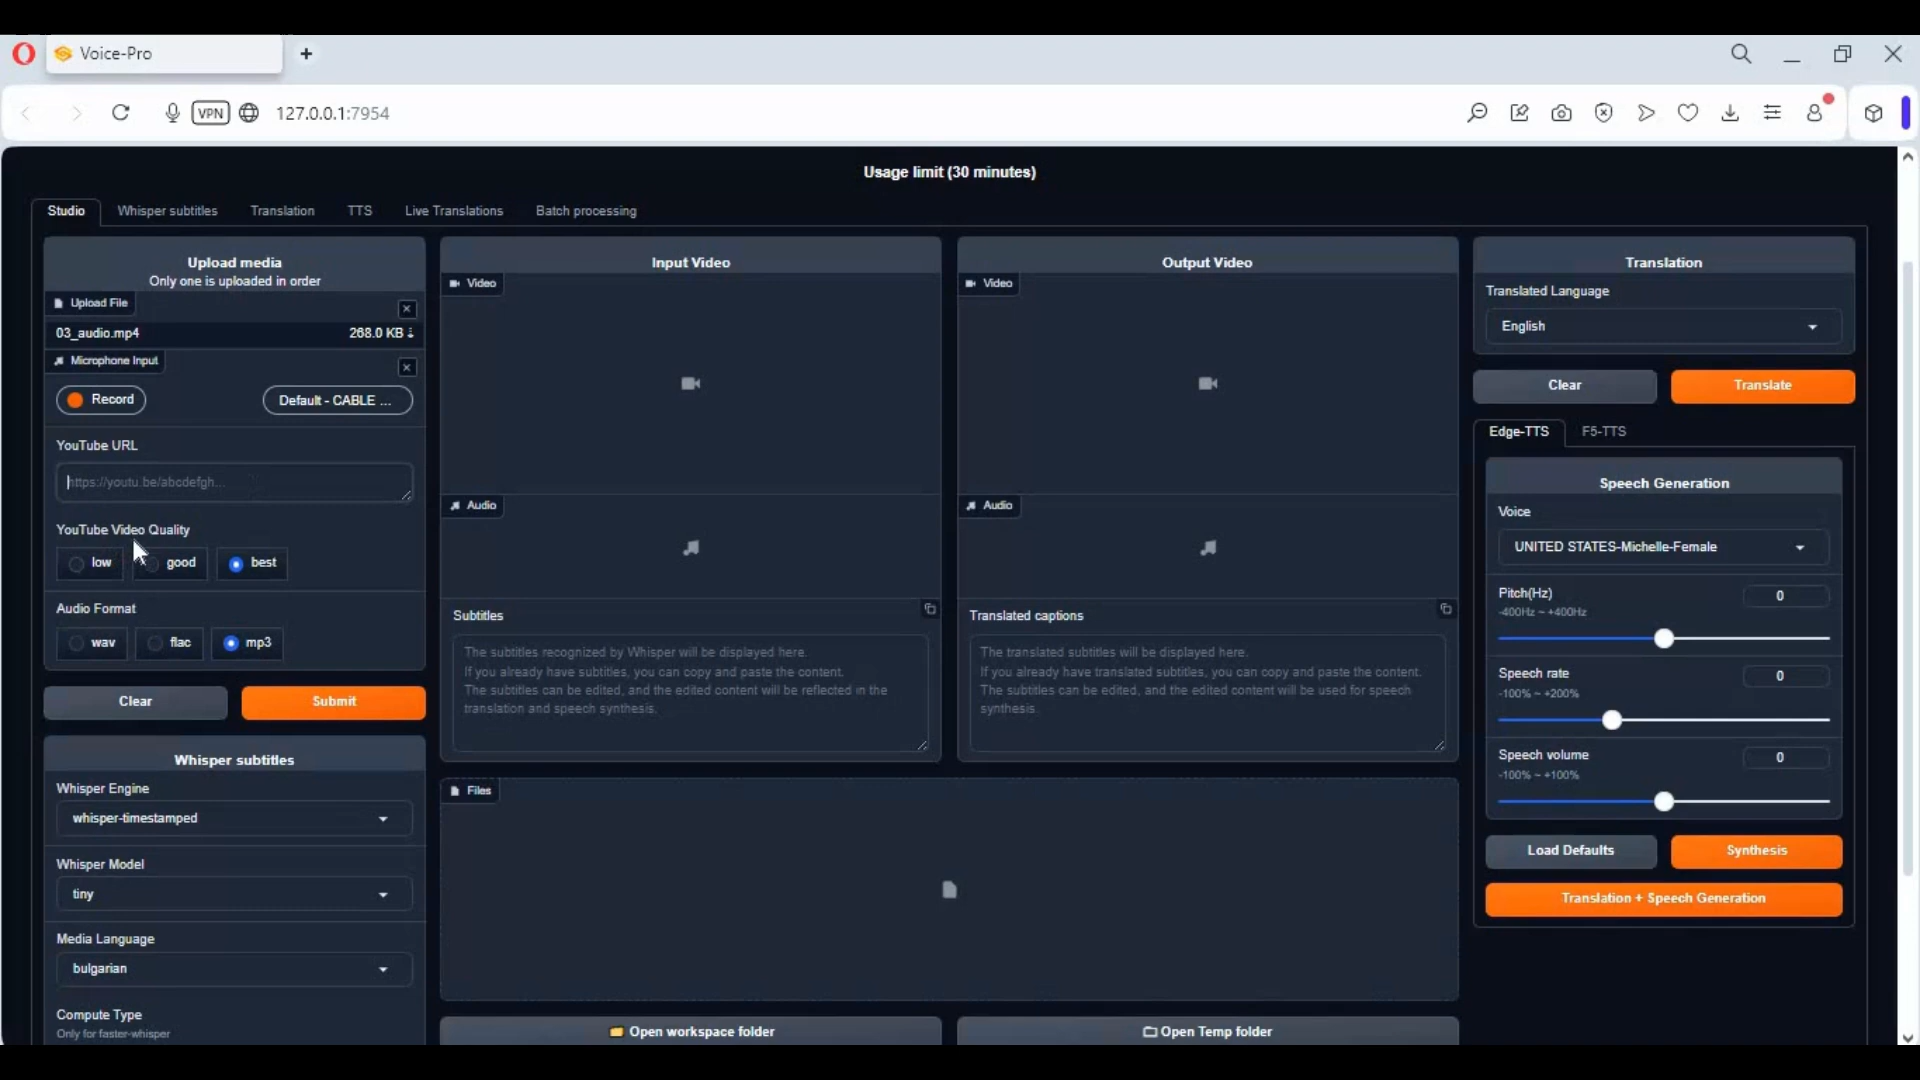 Voice-Pro
VPN
127.0.0.1:7954
Usage limit (30 minutes)
Studio
Whisper subtitles
Translation
TTS
Live Translations
Batch processing
Upload media
Only one is uploaded in order
Upload File
03_audio.mp4
268.0 KB ↓
Microphone Input
Record
Default - CABLE ...
YouTube URL
https://youtu.be/abcdefgh...
YouTube Video Quality
low
good
best
Audio Format
wav
flac
mp3
Clear
Submit
Whisper subtitles
Whisper Engine
whisper-timestamped
Whisper Model
tiny
Media Language
bulgarian
Compute Type
Only for faster-whisper
Input Video
Video
Audio
Subtitles
The subtitles recognized by Whisper will be displayed here.
If you already have subtitles, you can copy and paste the content.
The subtitles can be edited, and the edited content will be reflected in the
translation and speech synthesis.
Output Video
Video
Audio
Translated captions
The translated subtitles will be displayed here.
If you already have translated subtitles, you can copy and paste the content.
The subtitles can be edited, and the edited content will be used for speech
synthesis.
Files
Open workspace folder
Open Temp folder
Translation
Translated Language
English
Clear
Translate
Edge-TTS
F5-TTS
Speech Generation
Voice
UNITED STATES-Michelle-Female
Pitch(Hz)
0
-400Hz ~ +400Hz
Speech rate
0
-100% ~ +200%
Speech volume
0
-100% ~ +100%
Load Defaults
Synthesis
Translation + Speech Generation